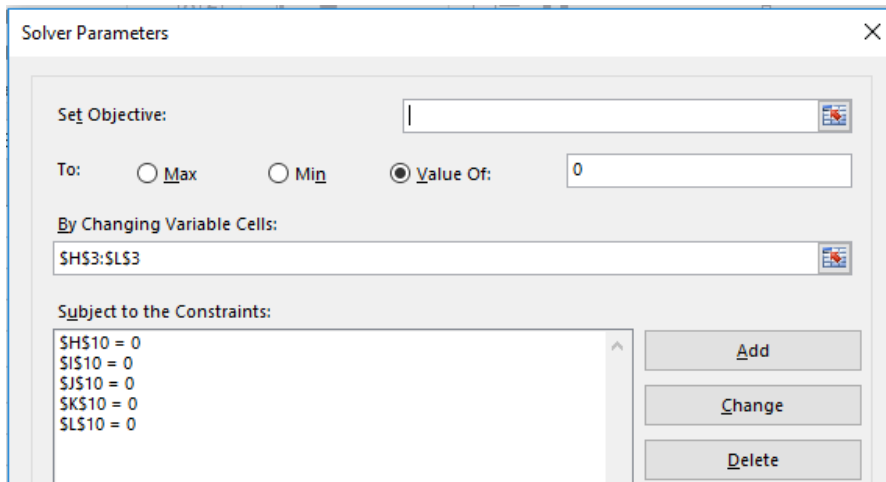 Solver Parameters
Set Objective:
To: Max Min Value Of: 0
By Changing Variable Cells:
$H$3:$L$3
Subject to the Constraints:
$H$10 = 0
$I$10 = 0
$J$10 = 0
$K$10 = 0
$L$10 = 0
Add
Change
Delete